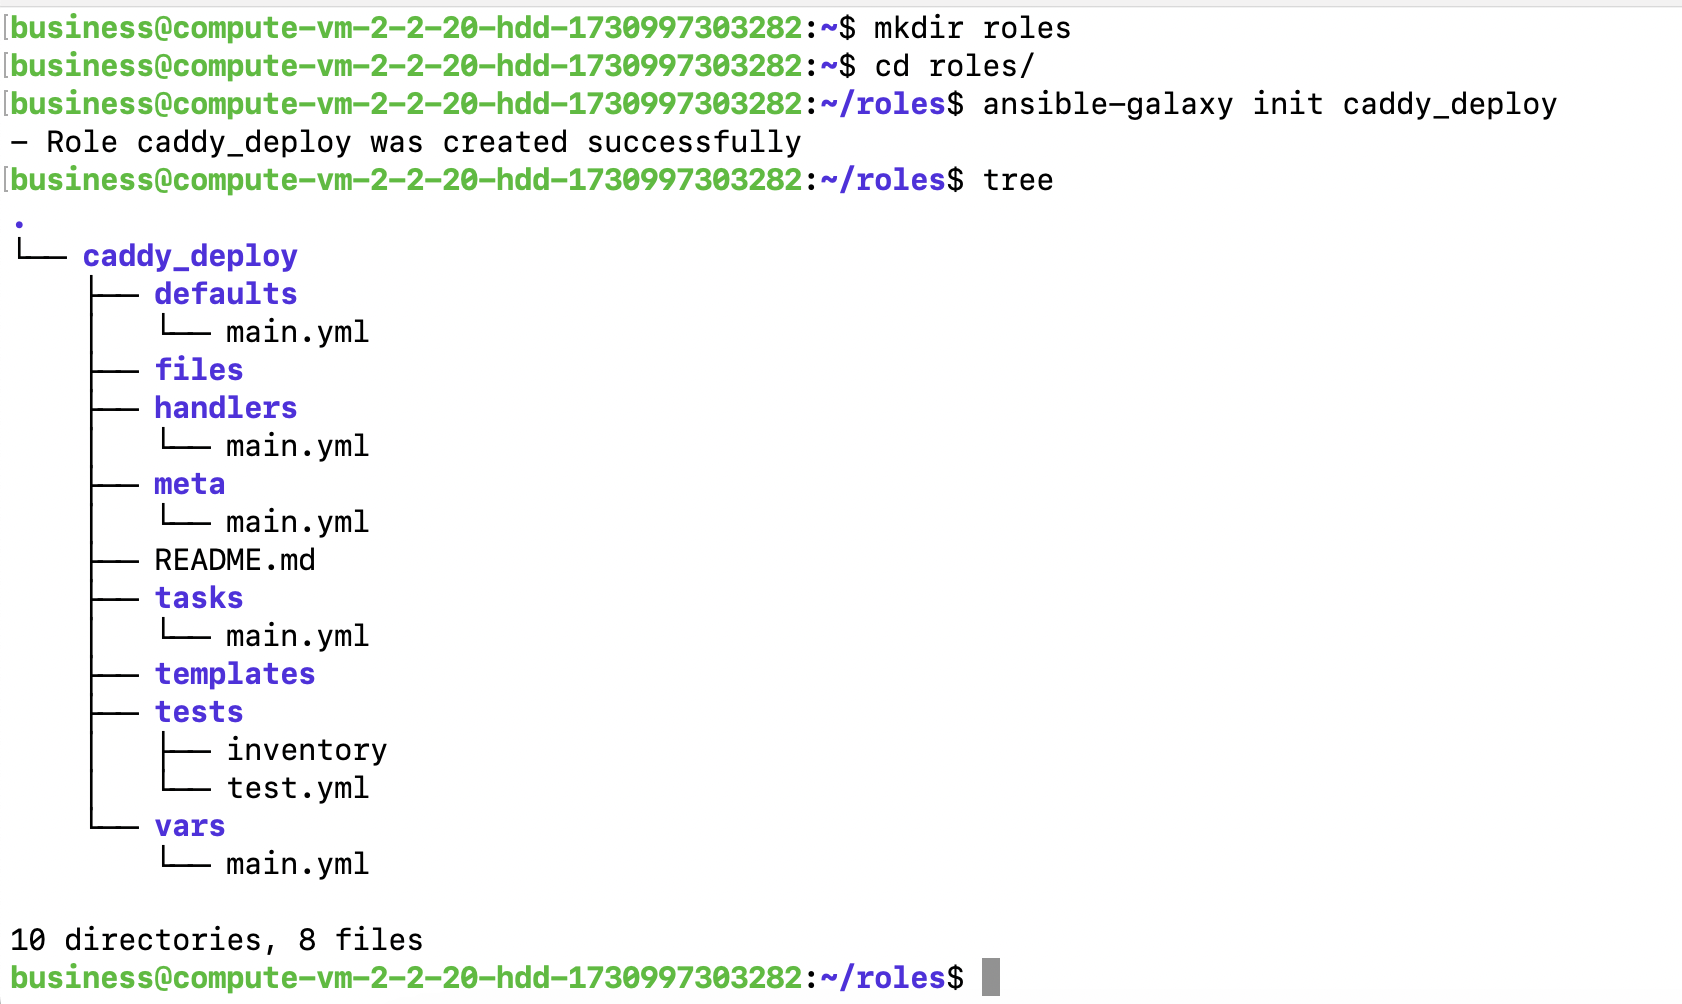 [business@compute-vm-2-2-20-hdd-1730997303282:~$ mkdir roles
[business@compute-vm-2-2-20-hdd-1730997303282:~$ cd roles/
[business@compute-vm-2-2-20-hdd-1730997303282:~/roles$ ansible-galaxy init caddy_deploy
- Role caddy_deploy was created successfully
[business@compute-vm-2-2-20-hdd-1730997303282:~/roles$ tree
.
└── caddy_deploy
    ├── defaults
    │   └── main.yml
    ├── files
    ├── handlers
    │   └── main.yml
    ├── meta
    │   └── main.yml
    ├── README.md
    ├── tasks
    │   └── main.yml
    ├── templates
    ├── tests
    │   ├── inventory
    │   └── test.yml
    └── vars
        └── main.yml
10 directories, 8 files
business@compute-vm-2-2-20-hdd-1730997303282:~/roles$